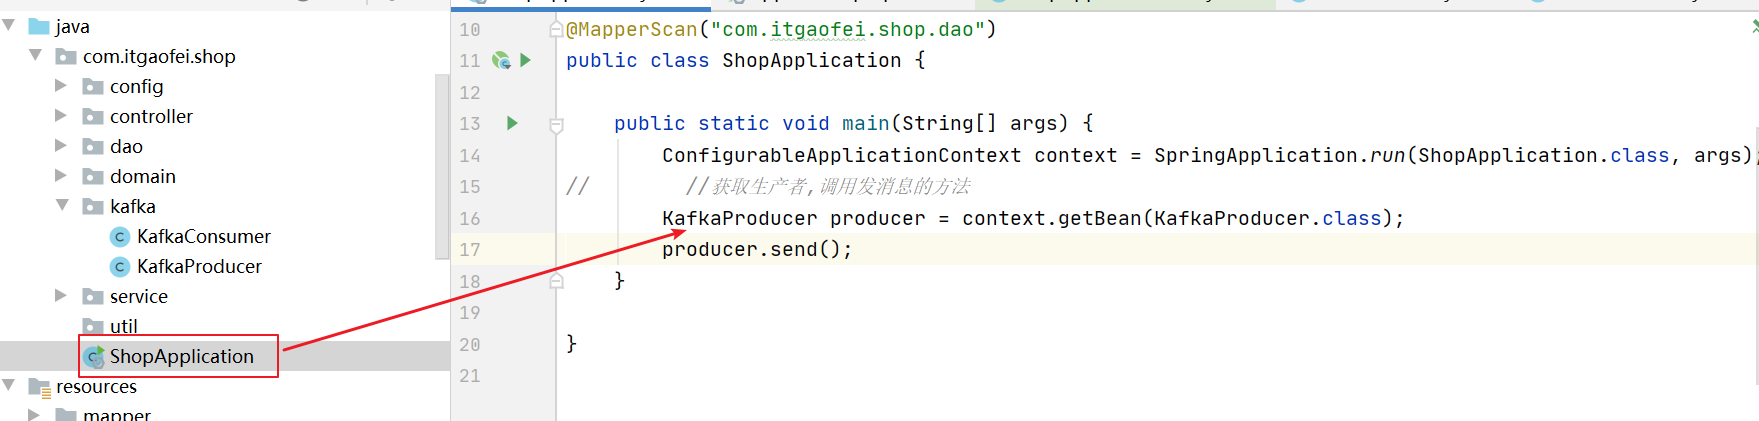 java
com.itgaofei.shop
config
controller
dao
domain
kafka
KafkaConsumer
KafkaProducer
service
util
ShopApplication
resources
mapper
10 @MapperScan("com.itgaofei.shop.dao")
11 public class ShopApplication {
12
13 public static void main(String[] args) {
14 ConfigurableApplicationContext context = SpringApplication.run(ShopApplication.class, args);
15 // //获取生产者,调用发消息的方法
16 KafkaProducer producer = context.getBean(KafkaProducer.class);
17 producer.send();
18 }
19
20 }
21